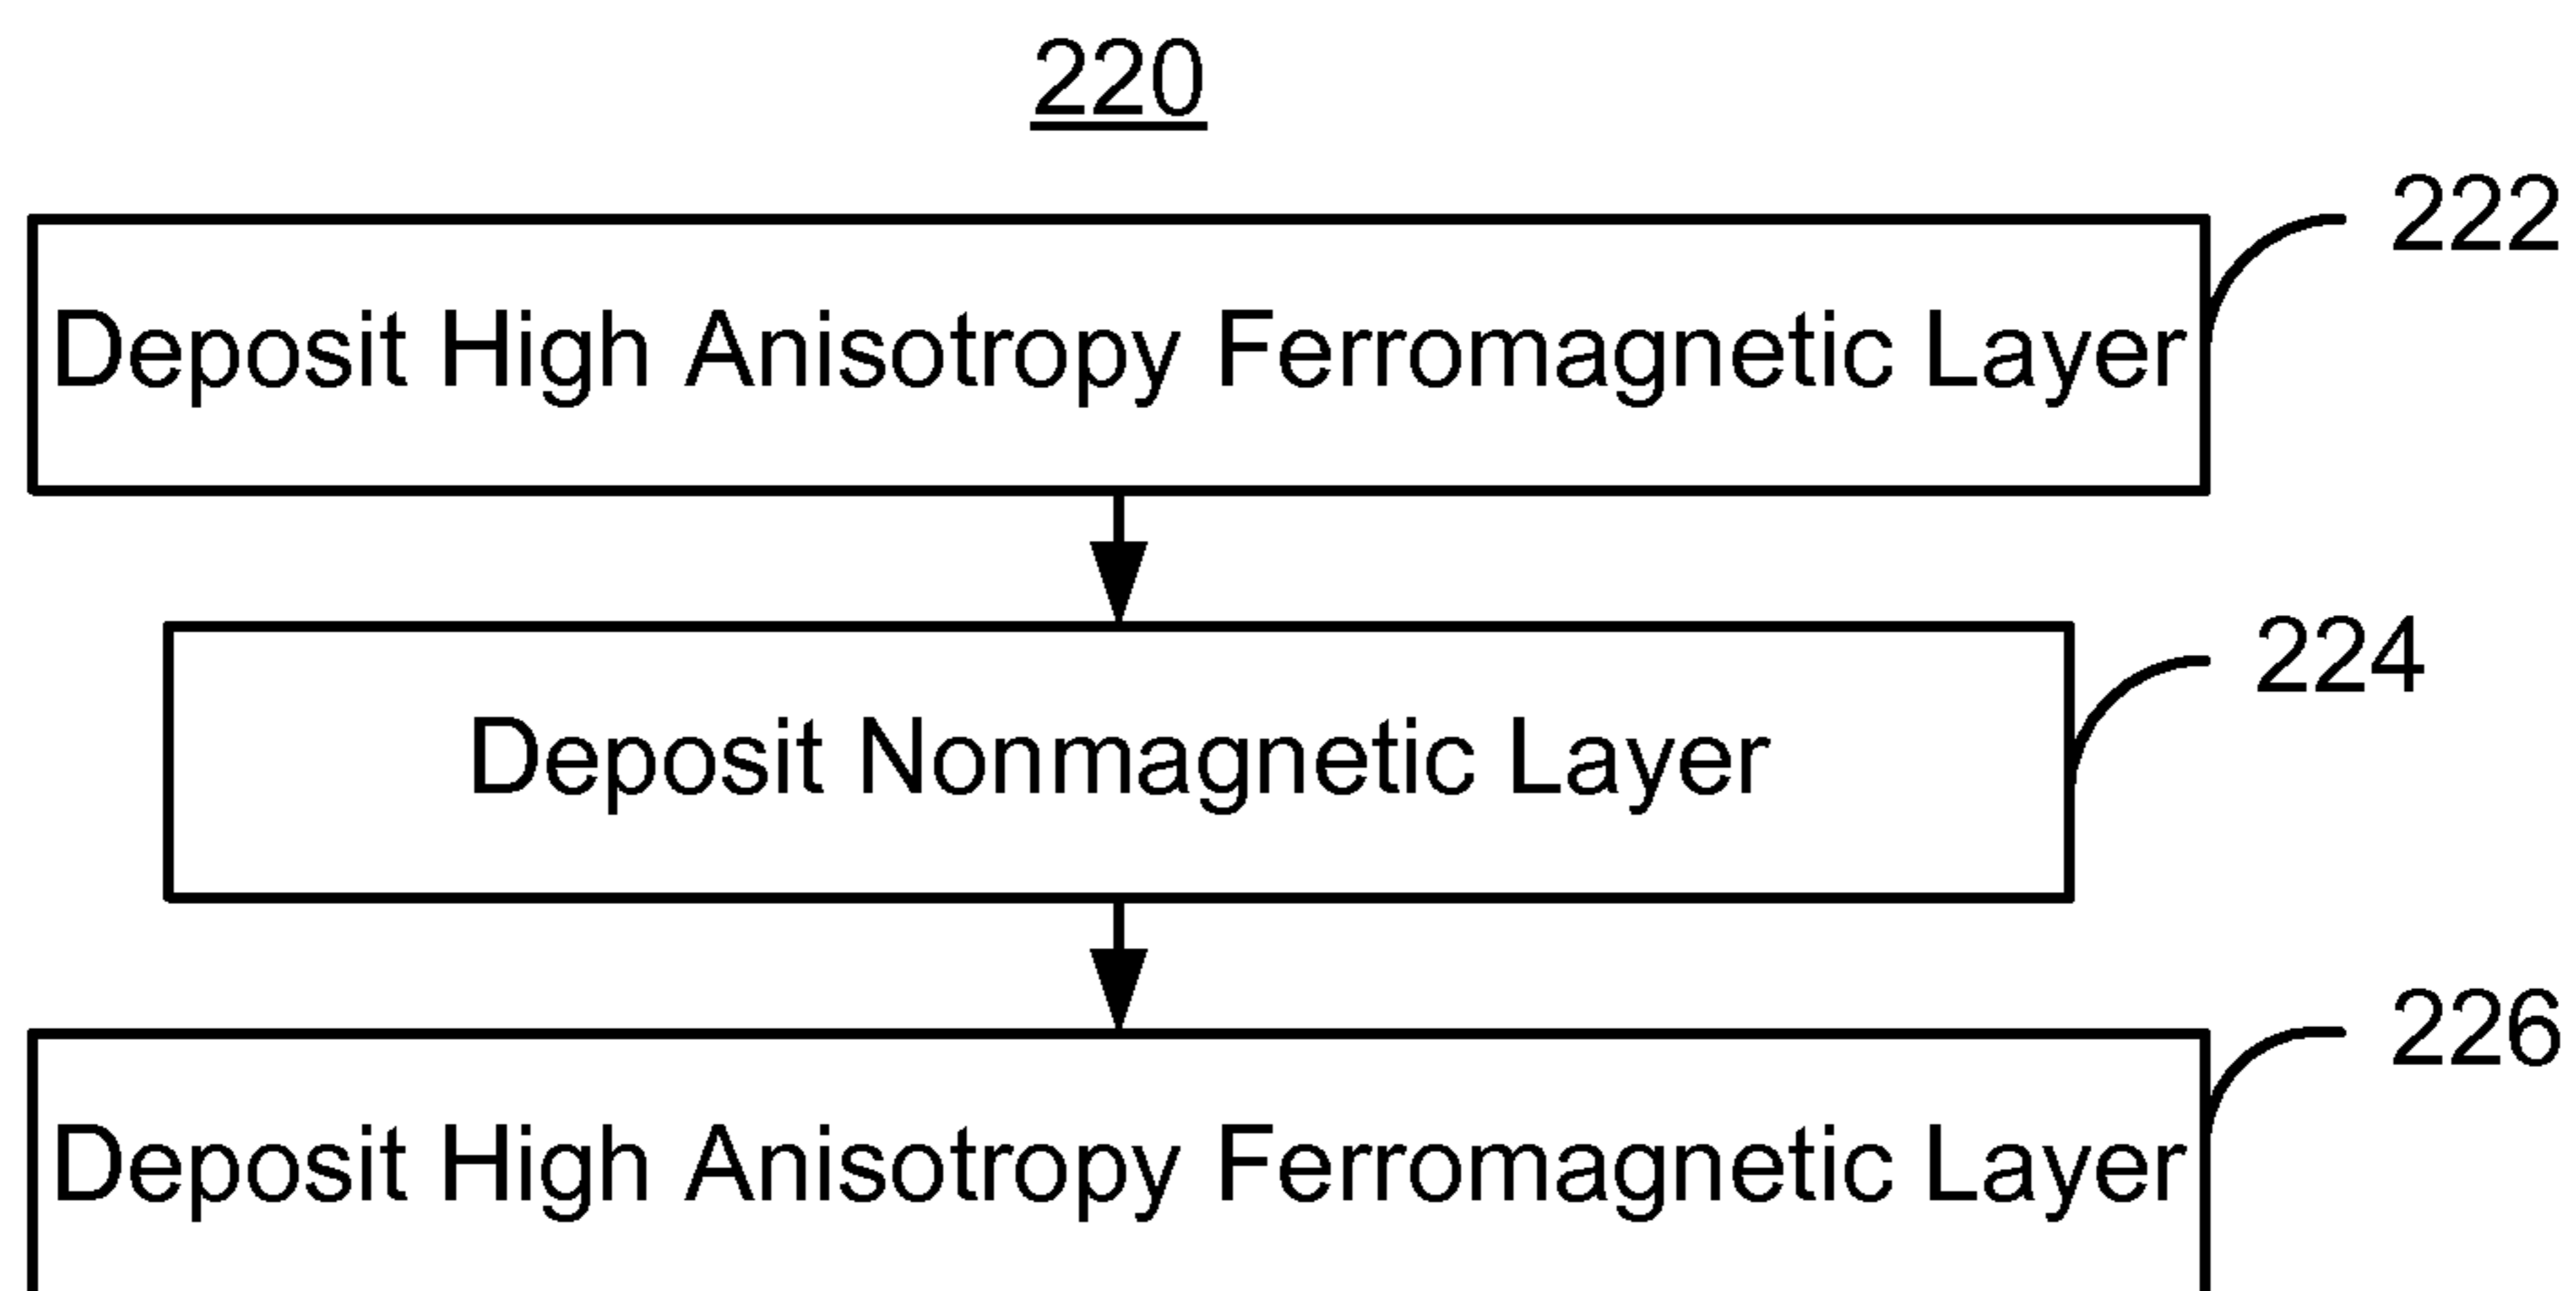 220
222
Deposit High Anisotropy Ferromagnetic Layer
224
Deposit Nonmagnetic Layer
226
Deposit High Anisotropy Ferromagnetic Layer